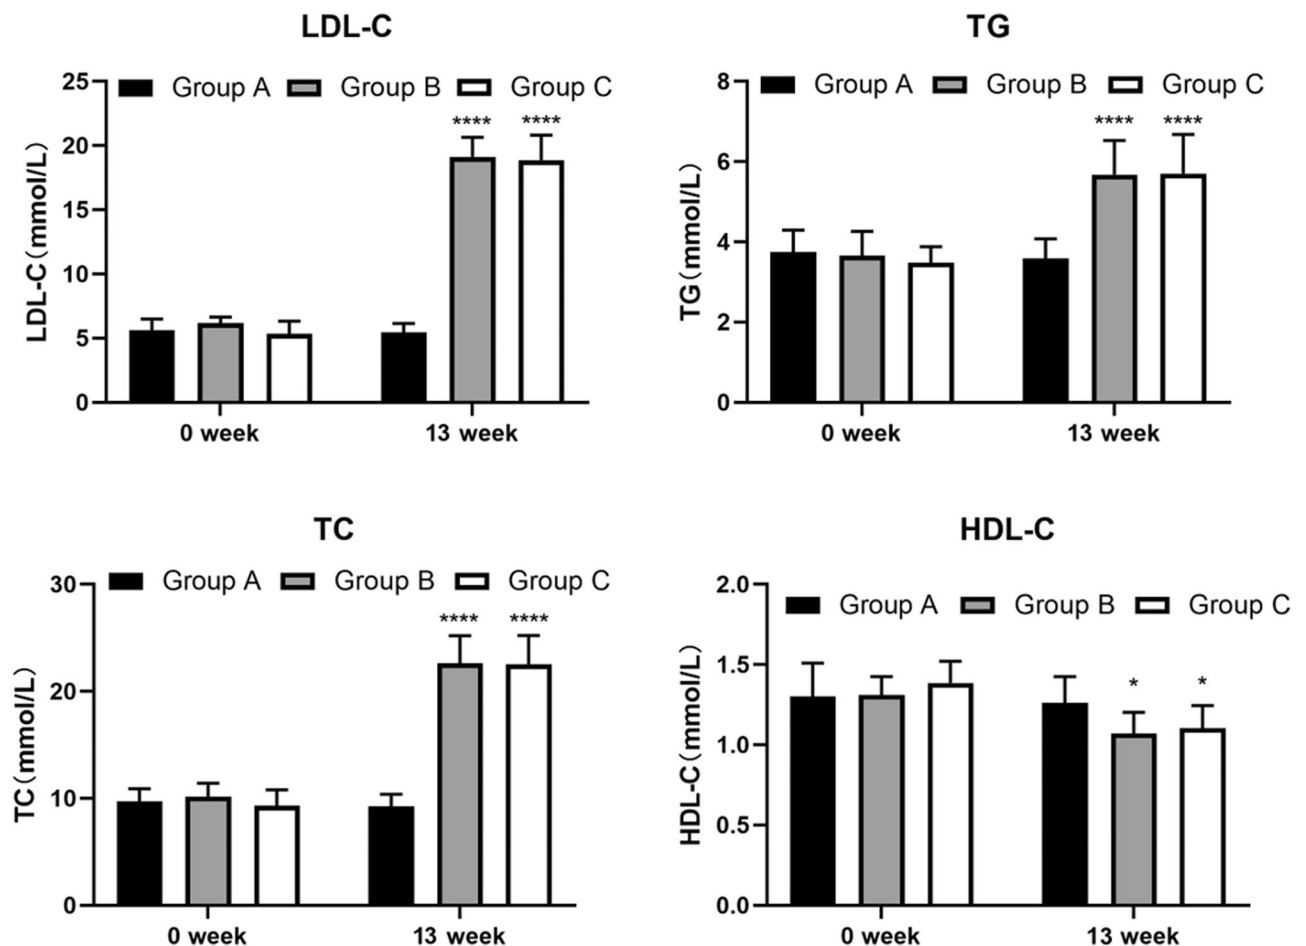 LDL-C
Group A Group B Group C
25
20
15
10
5
0
LDL-C(mmol/L)
**** ****
0 week 13 week
TG
Group A Group B Group C
8
6
4
2
0
TG(mmol/L)
**** ****
0 week 13 week
TC
Group A Group B Group C
30
20
10
0
TC(mmol/L)
**** ****
0 week 13 week
HDL-C
Group A Group B Group C
2.0
1.5
1.0
0.5
0.0
HDL-C(mmol/L)
* *
0 week 13 week